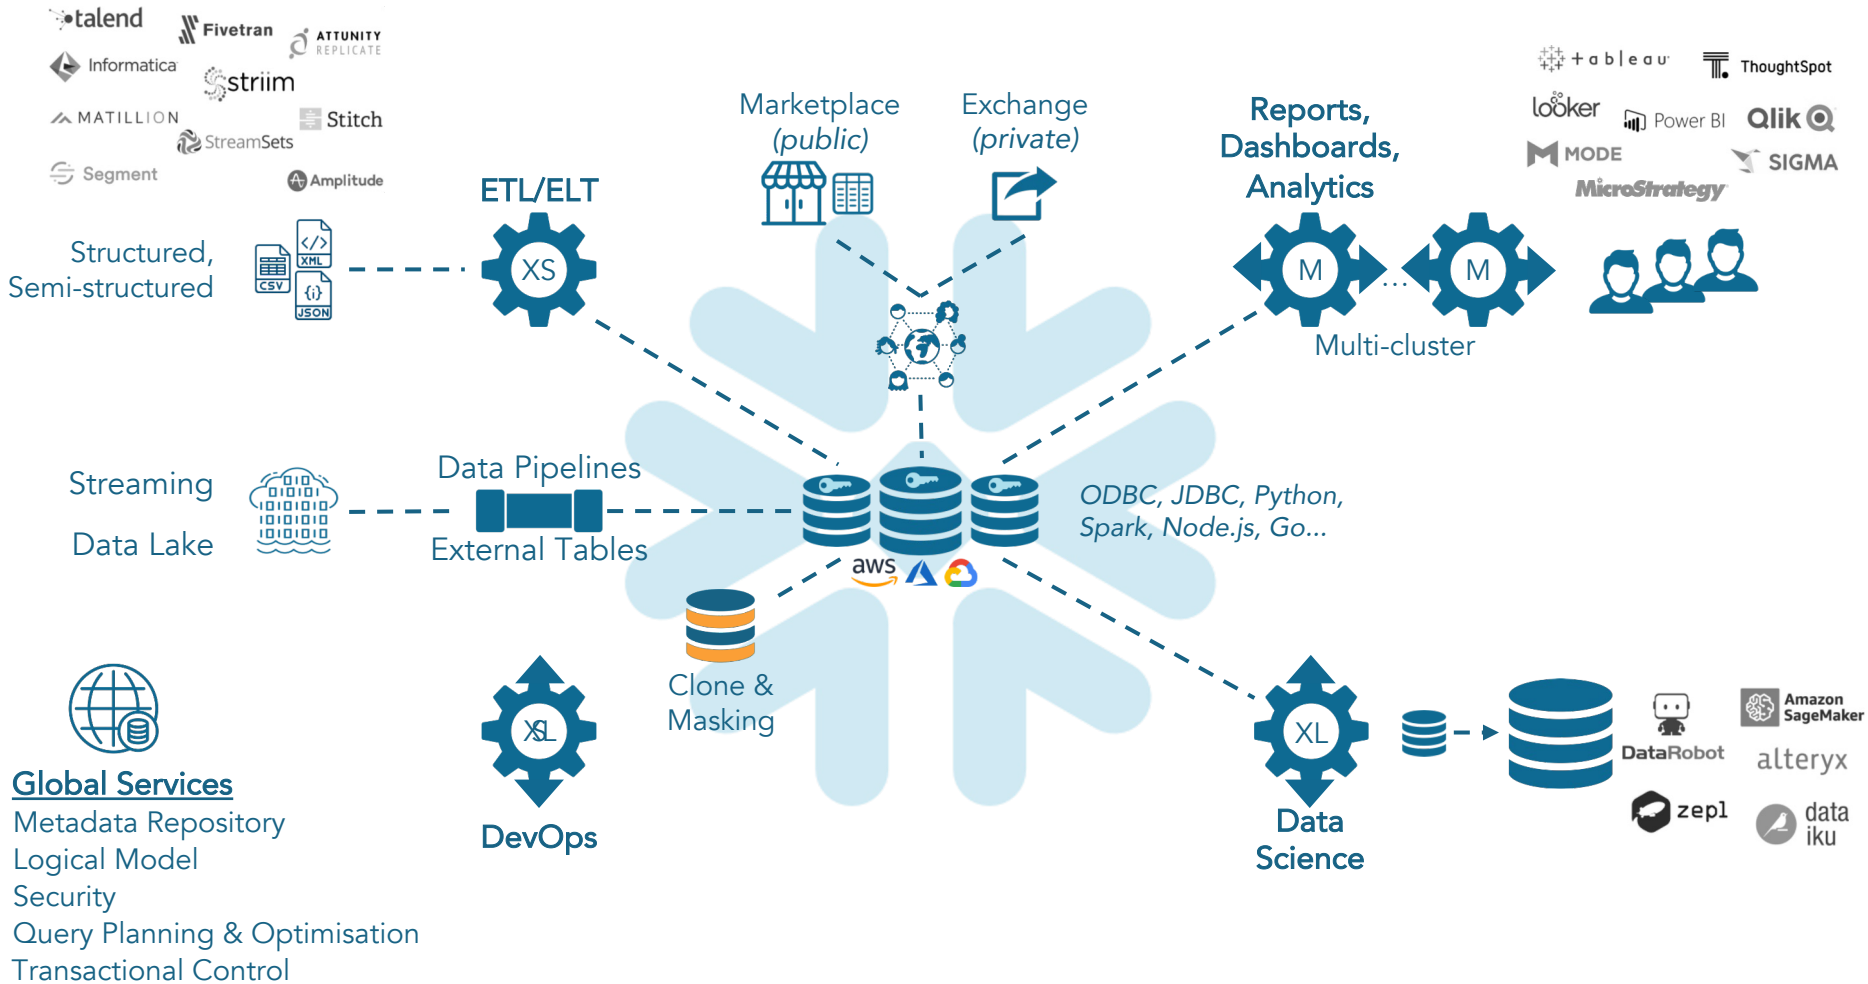 talend
Fivetran
ATTUNITY
REPLICATE
Informatica
striim
MATILLION
Stitch
StreamSets
Segment
Amplitude
Structured,
Semi-structured
XML
CSV
JSON
ETL/ELT
XS
Marketplace
(public)
Exchange
(private)
Reports,
Dashboards,
Analytics
M
...
M
Multi-cluster
tableau
ThoughtSpot
looker
Power BI
Qlik
MODE
SIGMA
MicroStrategy
Streaming
Data Lake
Data Pipelines
External Tables
ODBC, JDBC, Python,
Spark, Node.js, Go...
aws
Clone &
Masking
DevOps
XL
Data
Science
DataRobot
Amazon
SageMaker
alteryx
zepl
data
iku
Global Services
Metadata Repository
Logical Model
Security
Query Planning & Optimisation
Transactional Control